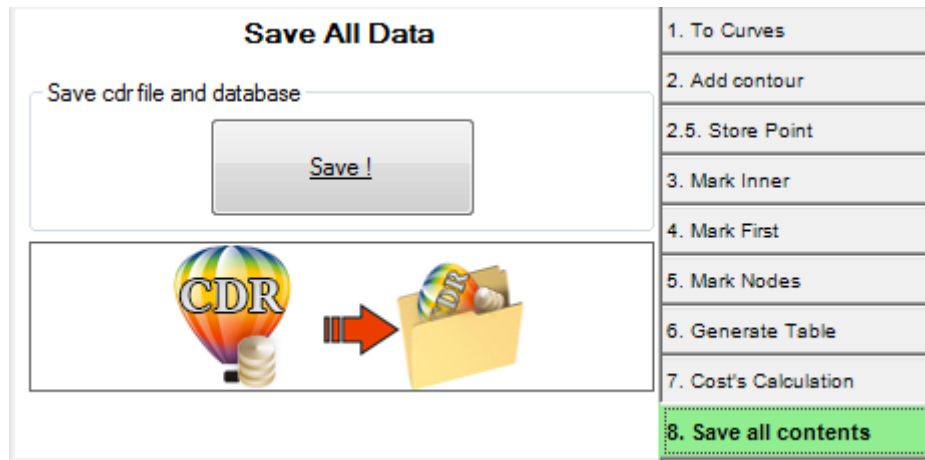 Save All Data
Save cdr file and database
Save !
CDR
CDR
1. To Curves
2. Add contour
2.5. Store Point
3. Mark Inner
4. Mark First
5. Mark Nodes
6. Generate Table
7. Cost's Calculation
8. Save all contents